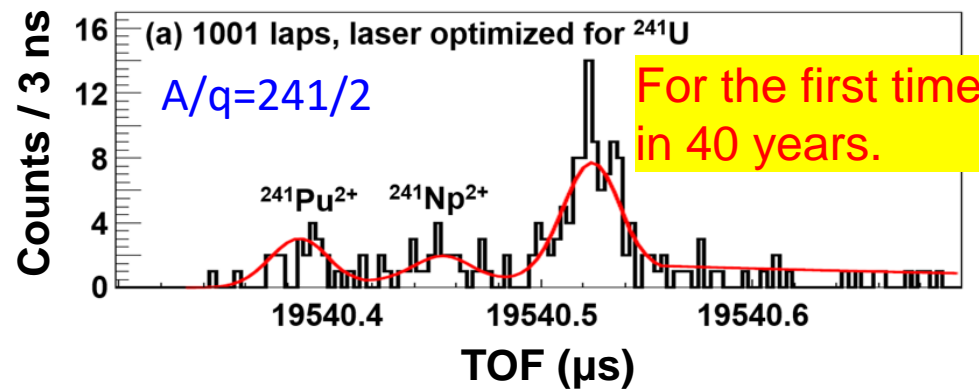 (a) 1001 laps, laser optimized for ²⁴¹U
A/q=241/2
For the first time
in 40 years.
²⁴¹Pu²⁺
²⁴¹Np²⁺
Counts / 3 ns
16
12
8
4
0
19540.4
19540.5
19540.6
TOF (μs)